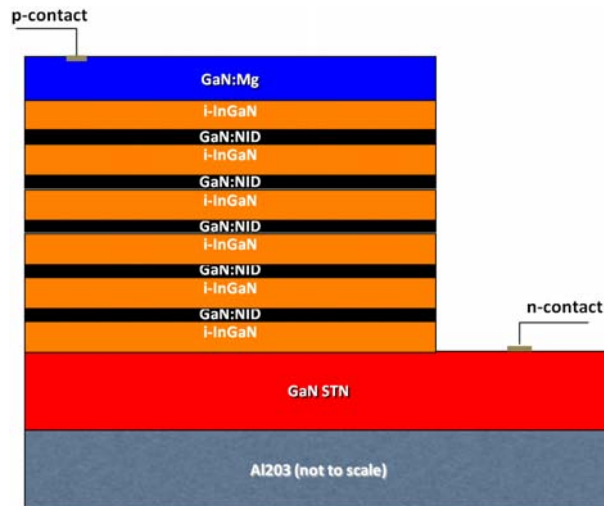 p-contact
GaN:Mg
i-InGaN
GaN:NID
i-InGaN
GaN:NID
i-InGaN
GaN:NID
i-InGaN
GaN:NID
i-InGaN
GaN:NID
i-InGaN
n-contact
GaN STN
Al203 (not to scale)